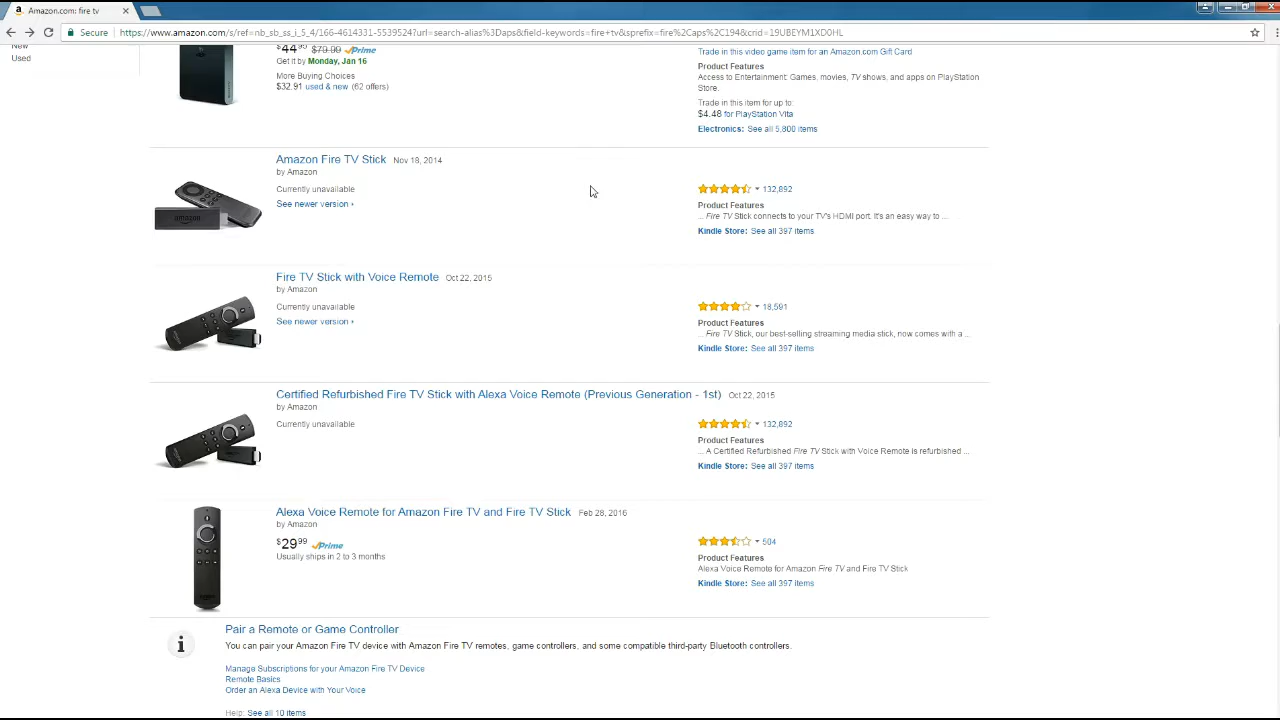 Amazon.com: fire tv
Secure
https://www.amazon.com/s/ref=nb_sb_ss_i_5_4/166-4614331-5539524?url=search-alias%3Daps&field-keywords=fire+tv&sprefix=fire%2Caps%2C194&crid=19UBEYM1XD0HL
New
Used
$44.99 $79.99 Prime
Get it by Monday, Jan 16
More Buying Choices
$32.91 used & new (62 offers)
Trade in this video game item for an Amazon.com Gift Card
Product Features
Access to Entertainment: Games, movies, TV shows, and apps on PlayStation
Store.
Trade in this item for up to:
$4.48 for PlayStation Vita
Electronics: See all 5,800 items
Amazon Fire TV Stick Nov 18, 2014
by Amazon
Currently unavailable
See newer version ›
132,892
Product Features
... Fire TV Stick connects to your TV's HDMI port. It's an easy way to ...
Kindle Store: See all 397 items
Fire TV Stick with Voice Remote Oct 22, 2015
by Amazon
Currently unavailable
See newer version ›
18,591
Product Features
... Fire TV Stick, our best-selling streaming media stick, now comes with a ...
Kindle Store: See all 397 items
Certified Refurbished Fire TV Stick with Alexa Voice Remote (Previous Generation - 1st) Oct 22, 2015
by Amazon
Currently unavailable
132,892
Product Features
... A Certified Refurbished Fire TV Stick with Voice Remote is refurbished ...
Kindle Store: See all 397 items
Alexa Voice Remote for Amazon Fire TV and Fire TV Stick Feb 28, 2016
by Amazon
$29.99 Prime
Usually ships in 2 to 3 months
504
Product Features
Alexa Voice Remote for Amazon Fire TV and Fire TV Stick
Kindle Store: See all 397 items
Pair a Remote or Game Controller
You can pair your Amazon Fire TV device with Amazon Fire TV remotes, game controllers, and some compatible third-party Bluetooth controllers.
Manage Subscriptions for your Amazon Fire TV Device
Remote Basics
Order an Alexa Device with Your Voice
Help: See all 10 items